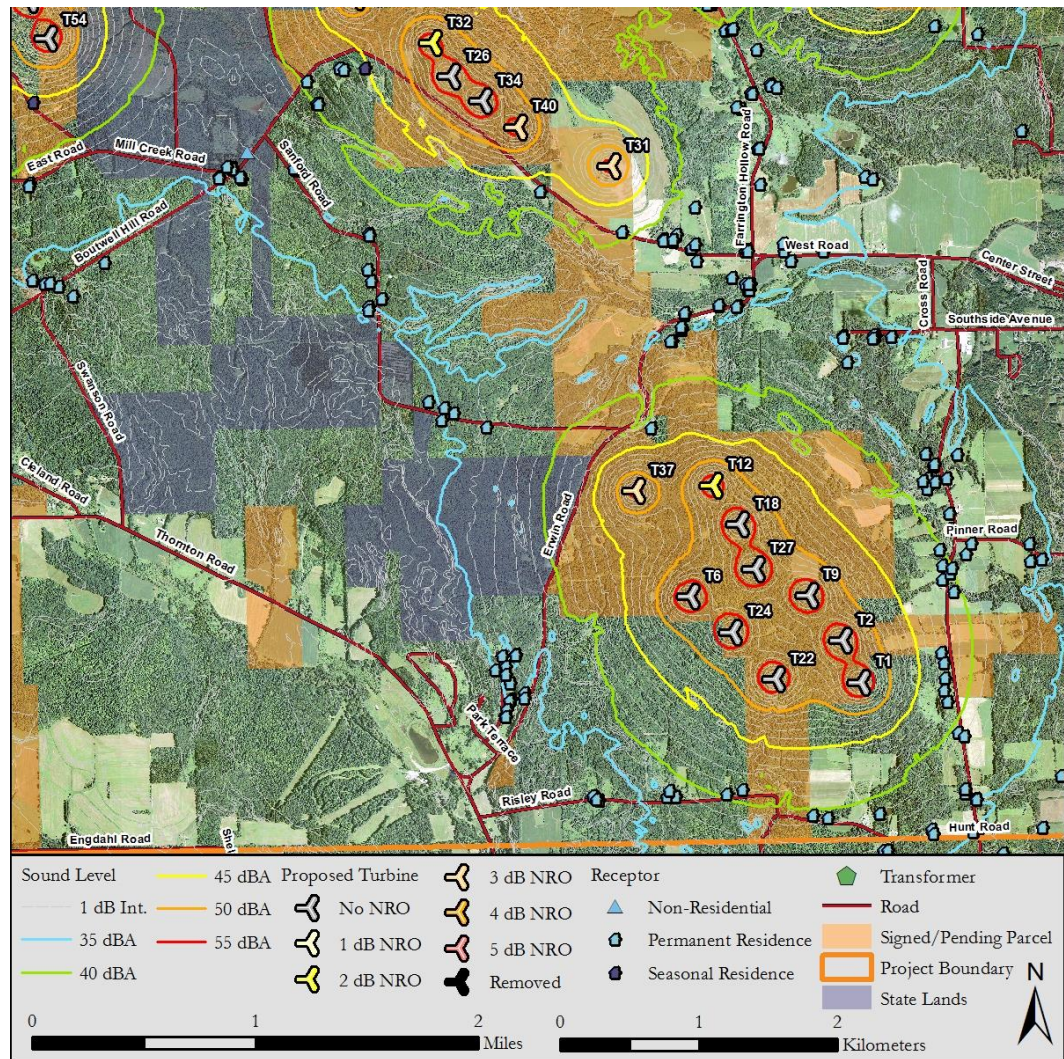 T54
T32
T26
T34
T40
T31
East Road
Mill Creek Road
Sanford Road
Farrington Hollow Road
Boutwell Hill Road
West Road
Center Street
Cross Road
Southside Avenue
Swanson Road
Cleland Road
Thornton Road
Erwin Road
T37
T12
T18
T27
T6
T9
T24
T2
T22
T1
Pinner Road
Park Terrace
Risley Road
Engdahl Road
Shel
Hunt Road
Sound Level
1 dB Int.
35 dBA
40 dBA
45 dBA
50 dBA
55 dBA
Proposed Turbine
No NRO
1 dB NRO
2 dB NRO
3 dB NRO
4 dB NRO
5 dB NRO
Removed
Receptor
Non-Residential
Permanent Residence
Seasonal Residence
Transformer
Road
Signed/Pending Parcel
Project Boundary
State Lands
N
0 1 2 Miles
0 1 2 Kilometers